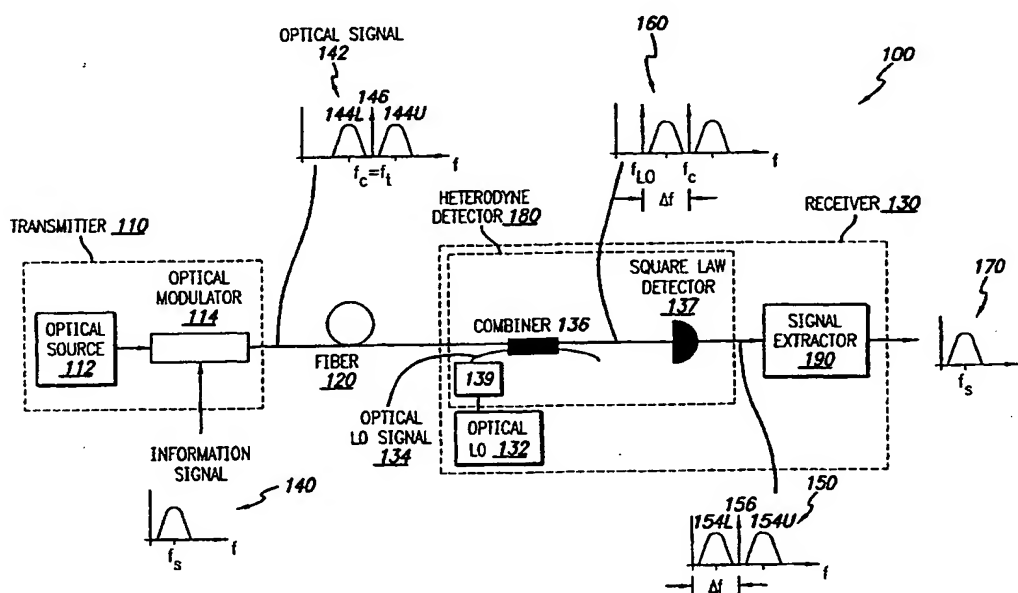 OPTICAL SIGNAL
142
146
144L
144U
f
f_c=f_t
160
f
f_LO
f_c
Δf
100
TRANSMITTER 110
OPTICAL
SOURCE
112
OPTICAL
MODULATOR
114
INFORMATION
SIGNAL
140
f_s
f
FIBER
120
HETERODYNE
DETECTOR 180
RECEIVER 130
COMBINER 136
SQUARE LAW
DETECTOR
137
139
OPTICAL
LO SIGNAL
134
OPTICAL
LO 132
SIGNAL
EXTRACTOR
190
170
f_s
150
156
154L
154U
f
Δf